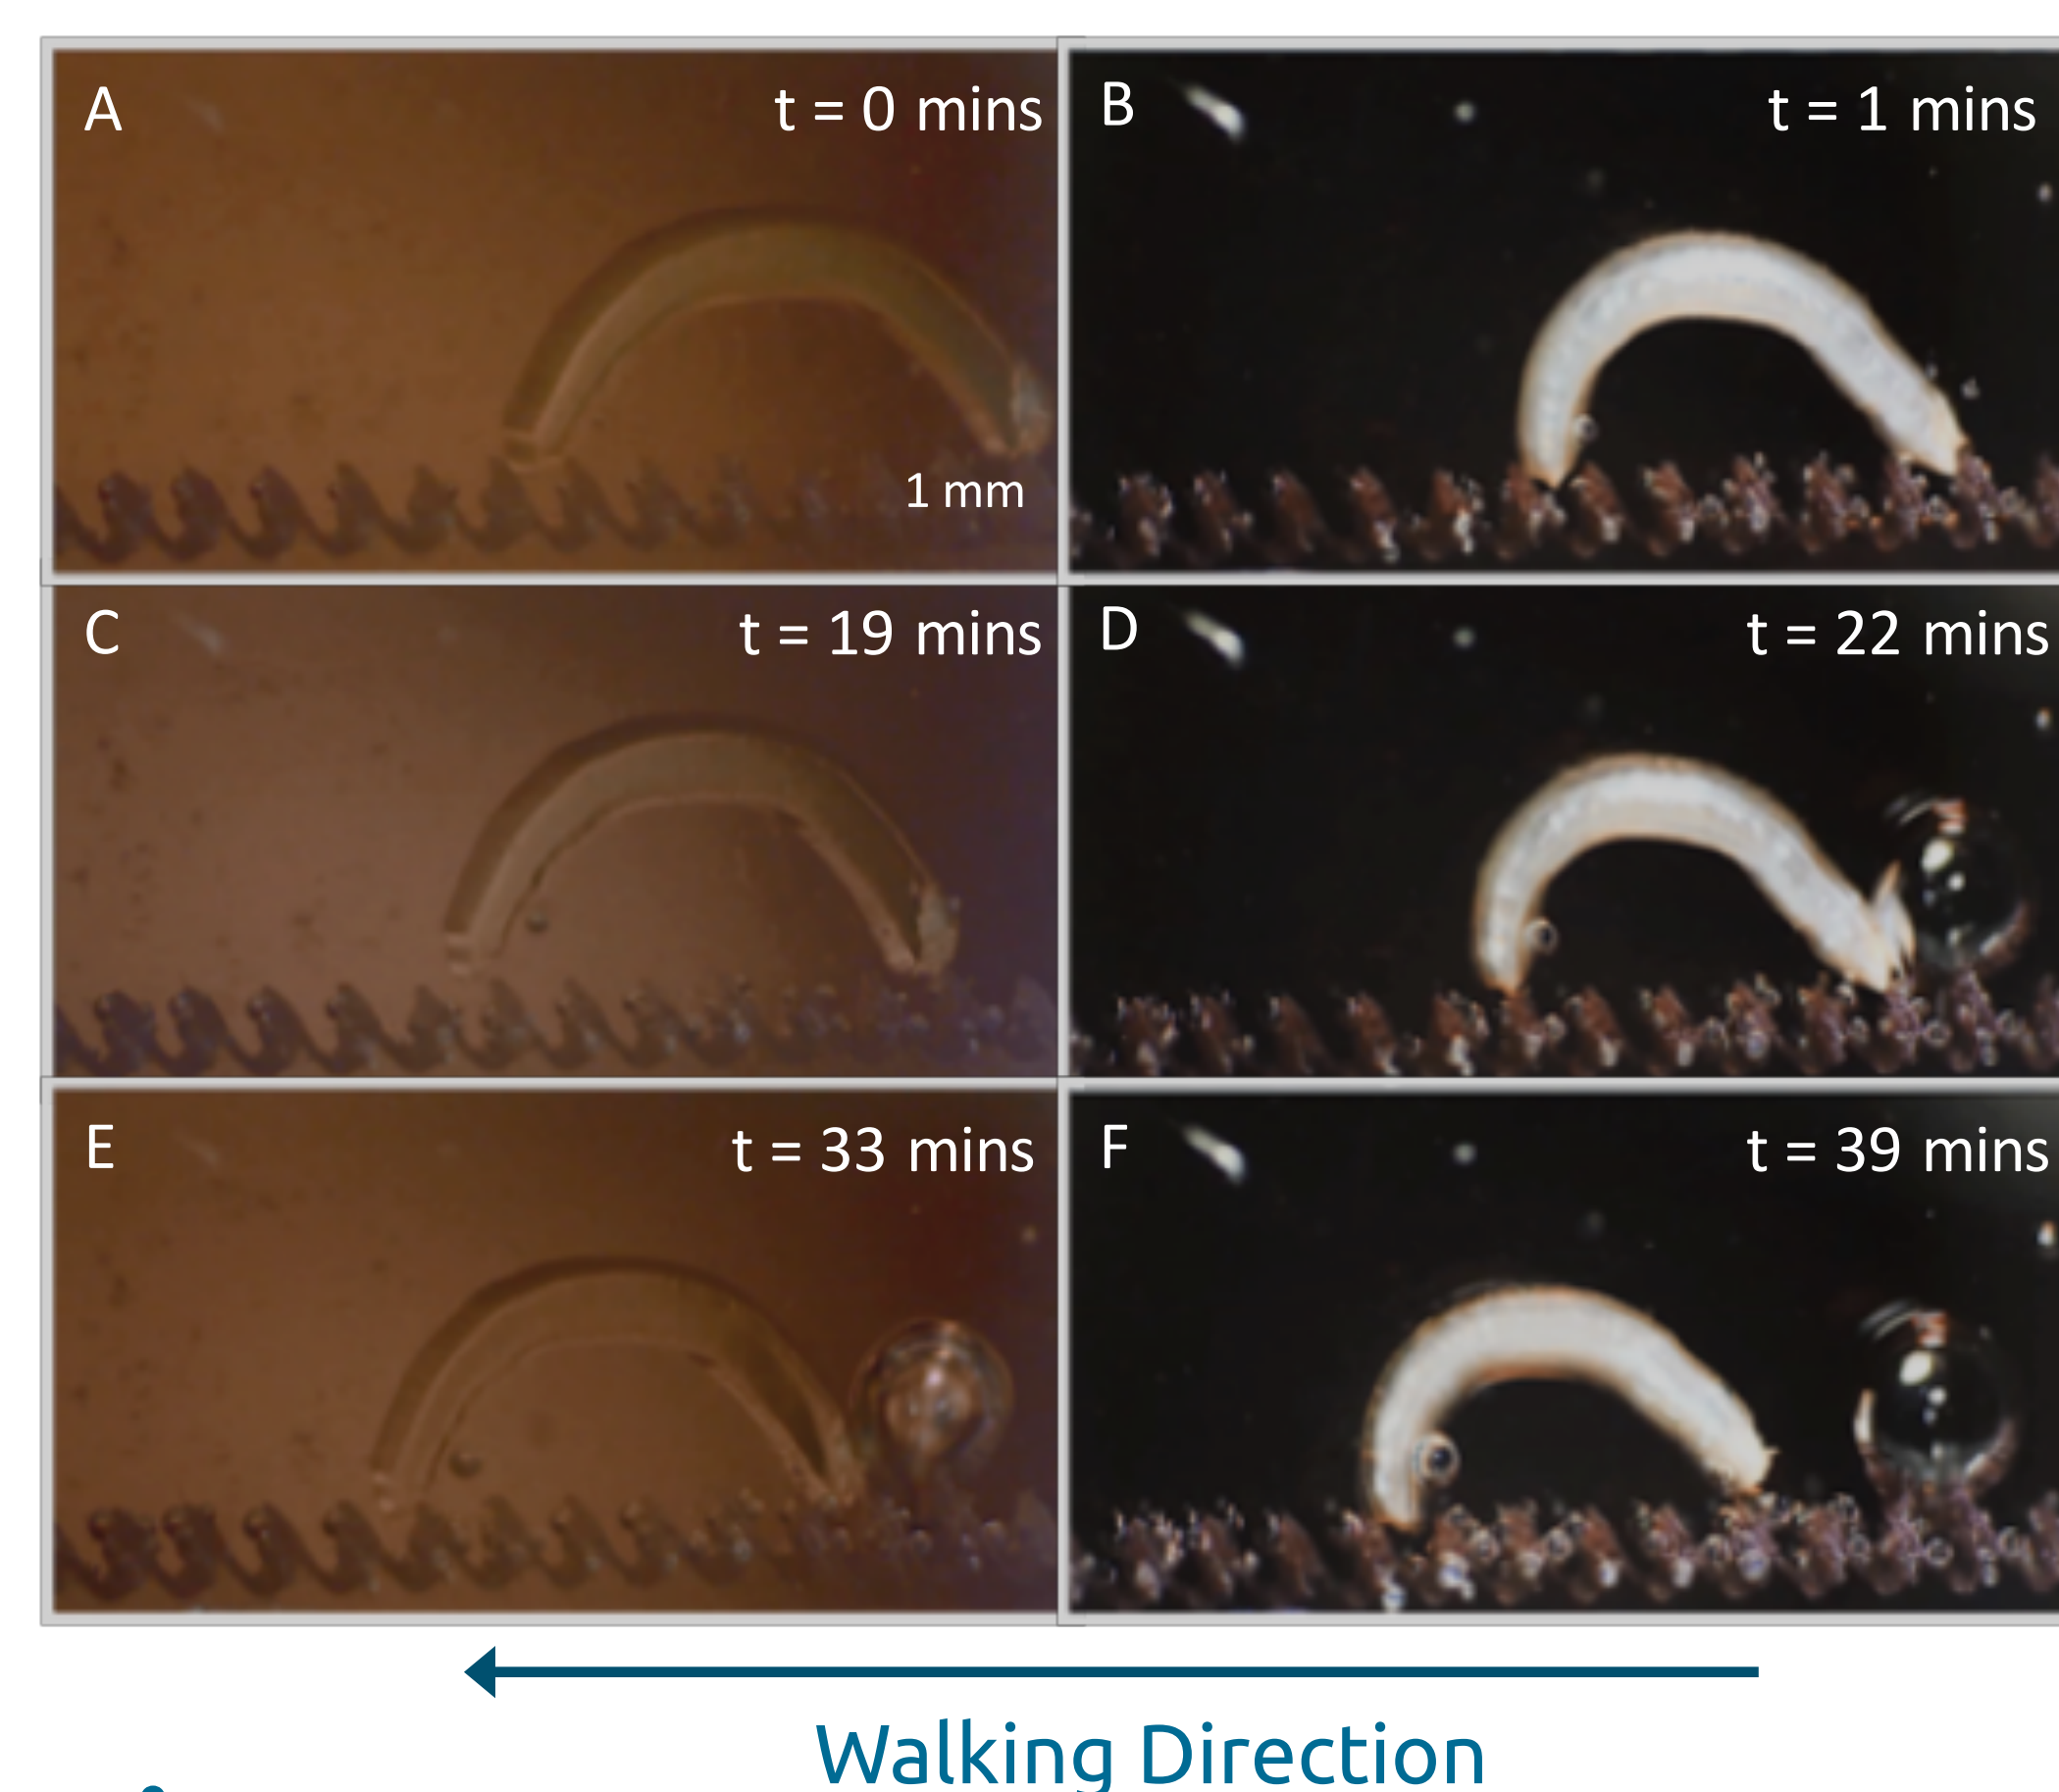 A
t = 0 mins
B
t = 1 mins
1 mm
C
t = 19 mins
D
t = 22 mins
E
t = 33 mins
F
t = 39 mins
Walking Direction